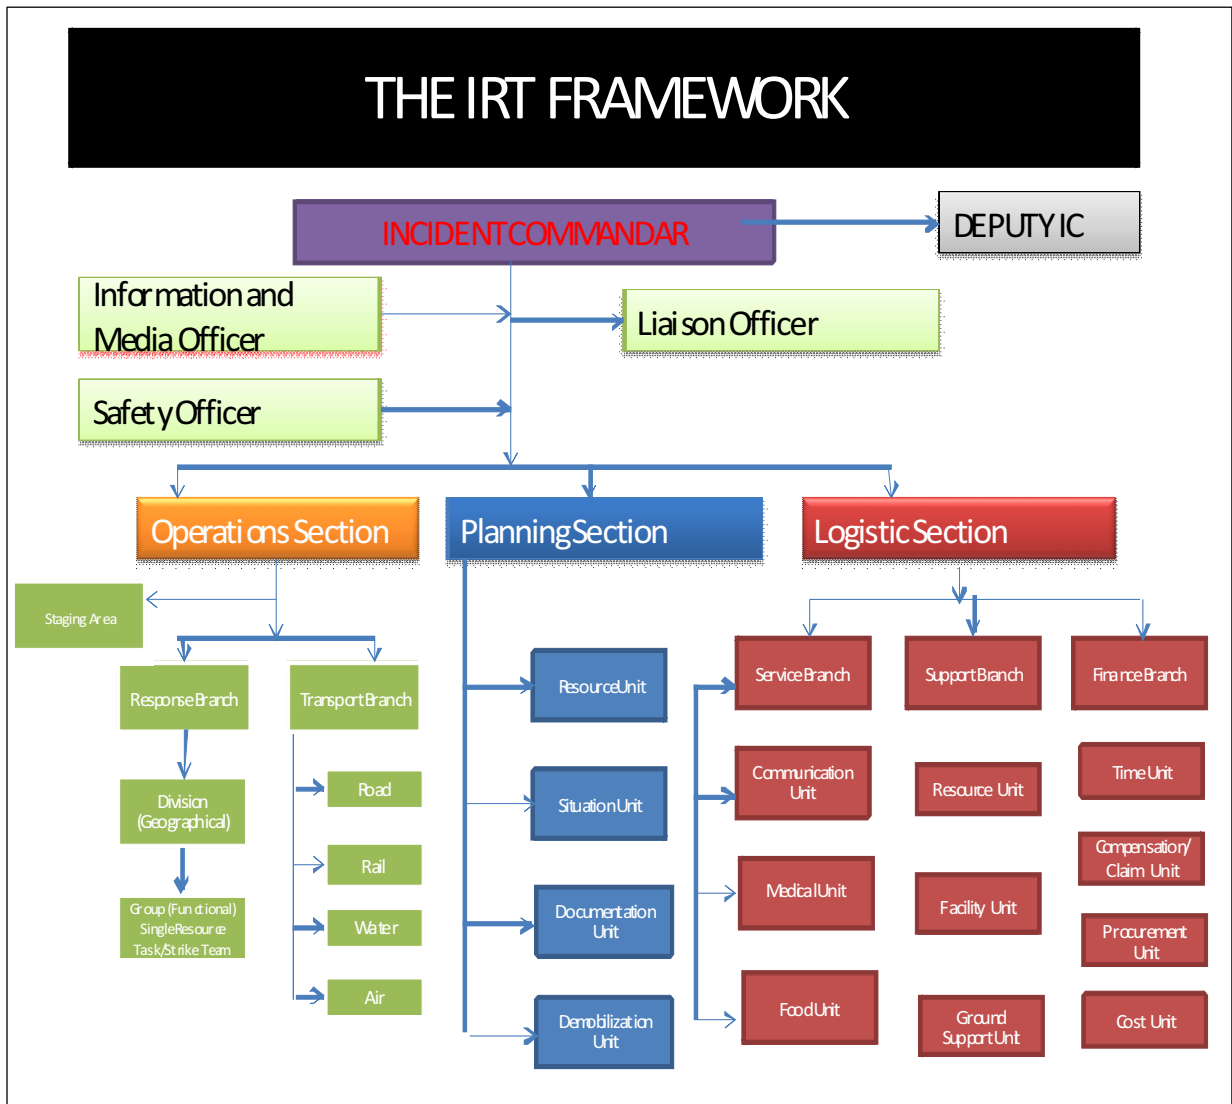 THE IRT FRAMEWORK
INCIDENT COMMANDAR
DEPUTY IC
Information and
Media Officer
Liaison Officer
Safety Officer
Operations Section
Planning Section
Logistic Section
Staging Area
Response Branch
Transport Branch
Resource Unit
Service Branch
Support Branch
Finance Branch
Division
(Geographical)
Road
Situation Unit
Communication
Unit
Resource Unit
Time Unit
Rail
Medical Unit
Facility Unit
Compensation/
Claim Unit
Group (Functional)
Single Resource
Task/Strike Team
Water
Documentation
Unit
Procurement
Unit
Air
Demobilization
Unit
Food Unit
Ground
Support Unit
Cost Unit